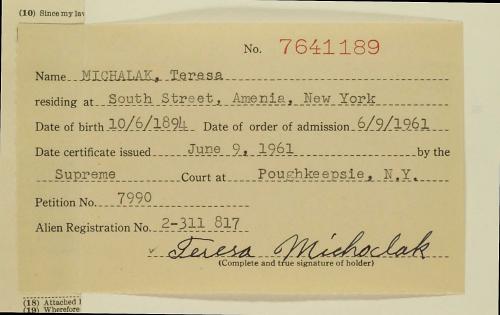 (10) Since my
No. 7641189
Name MICHALAK, Teresa
residing at South Street, Amenia, New York
Date of birth 10/6/1894 Date of order of admission 6/9/1961
Date certificate issued June 9, 1961 by the
Supreme Court at Poughkeepsie, N.Y.
Petition No. 7990
Alien Registration No. 2-311 817
Teresa Michoclak
(Complete and true signature of holder)
(18) Attached
(19) Wherefore